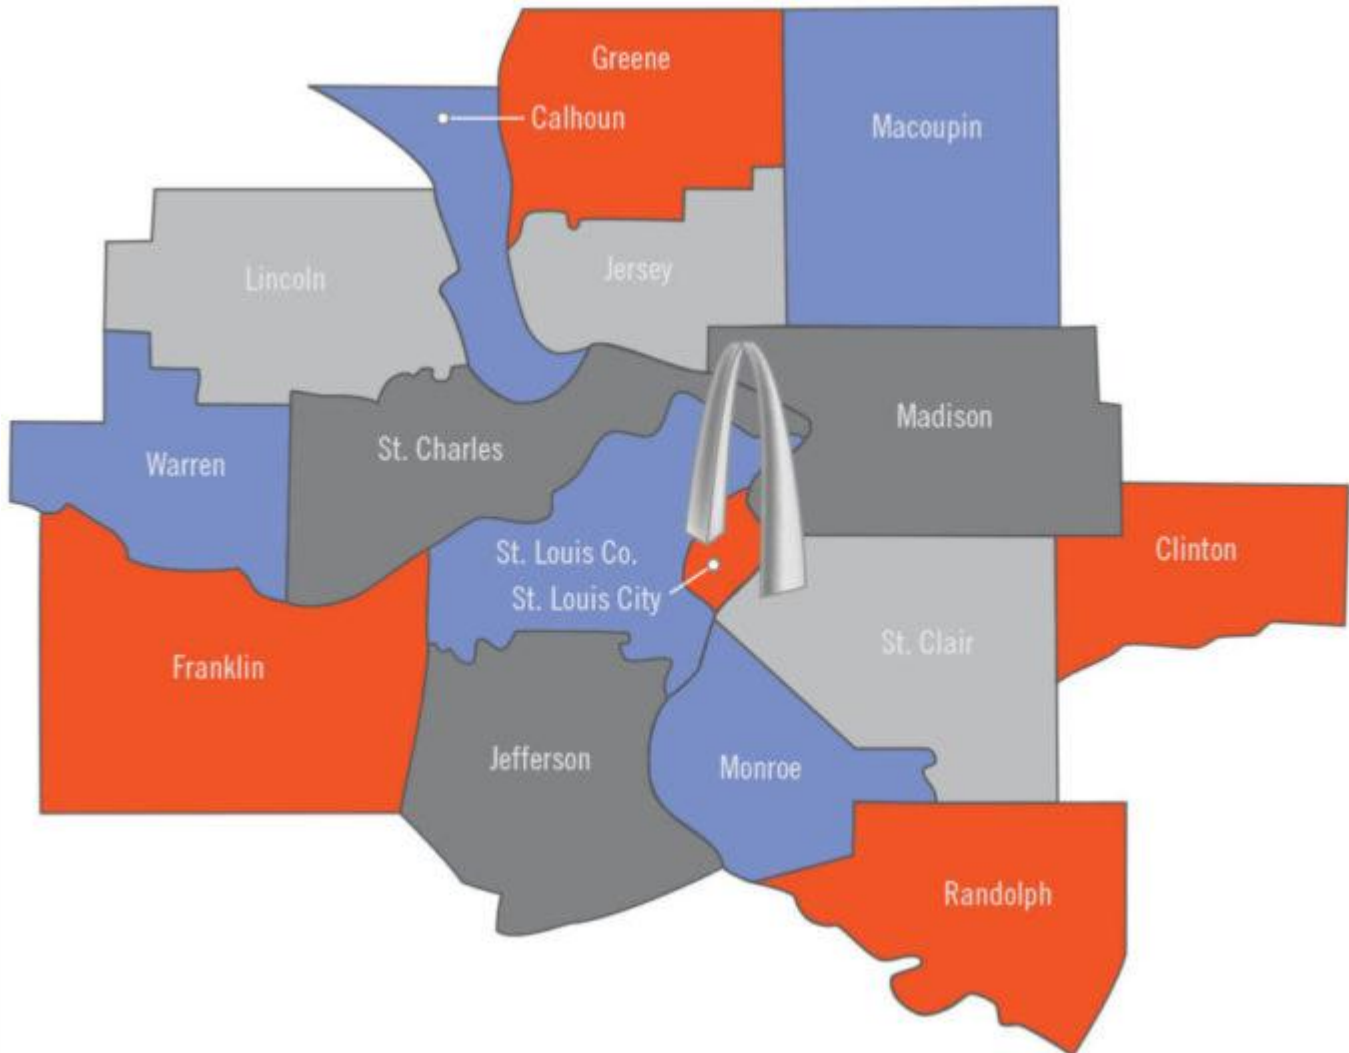 Greene
Calhoun
Macoupin
Lincoln
Jersey
Madison
St. Charles
Warren
St. Louis Co.
Clinton
St. Louis City
St. Clair
Franklin
Jefferson
Monroe
Randolph